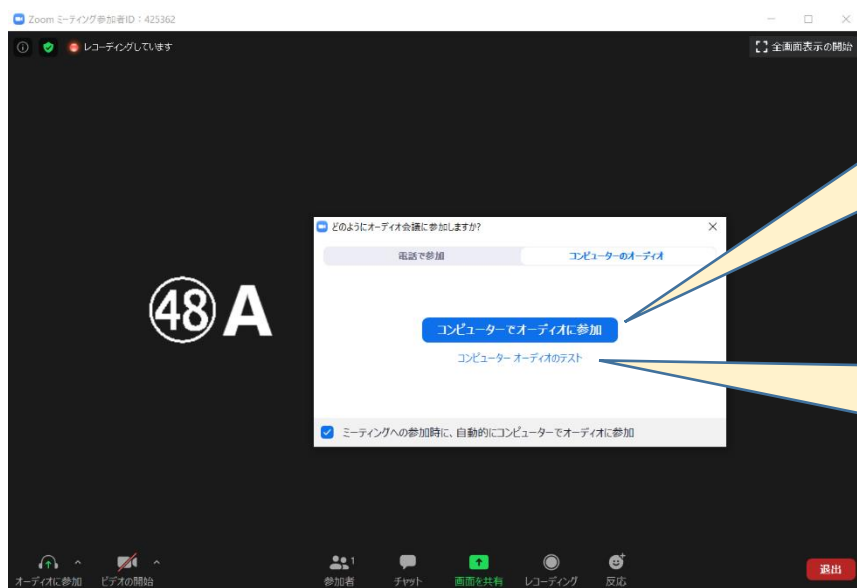 Zoom ミーティング参加者ID：425362
レコーディングしています
全画面表示の開始
どのようにオーディオ会議に参加しますか?
電話で参加
コンピューターのオーディオ
㊽A
コンピューターでオーディオに参加
コンピューター オーディオのテスト
ミーティングへの参加時に、自動的にコンピューターでオーディオに参加
オーディオに参加
ビデオの開始
参加者
1
チャット
画面を共有
レコーディング
反応
退出